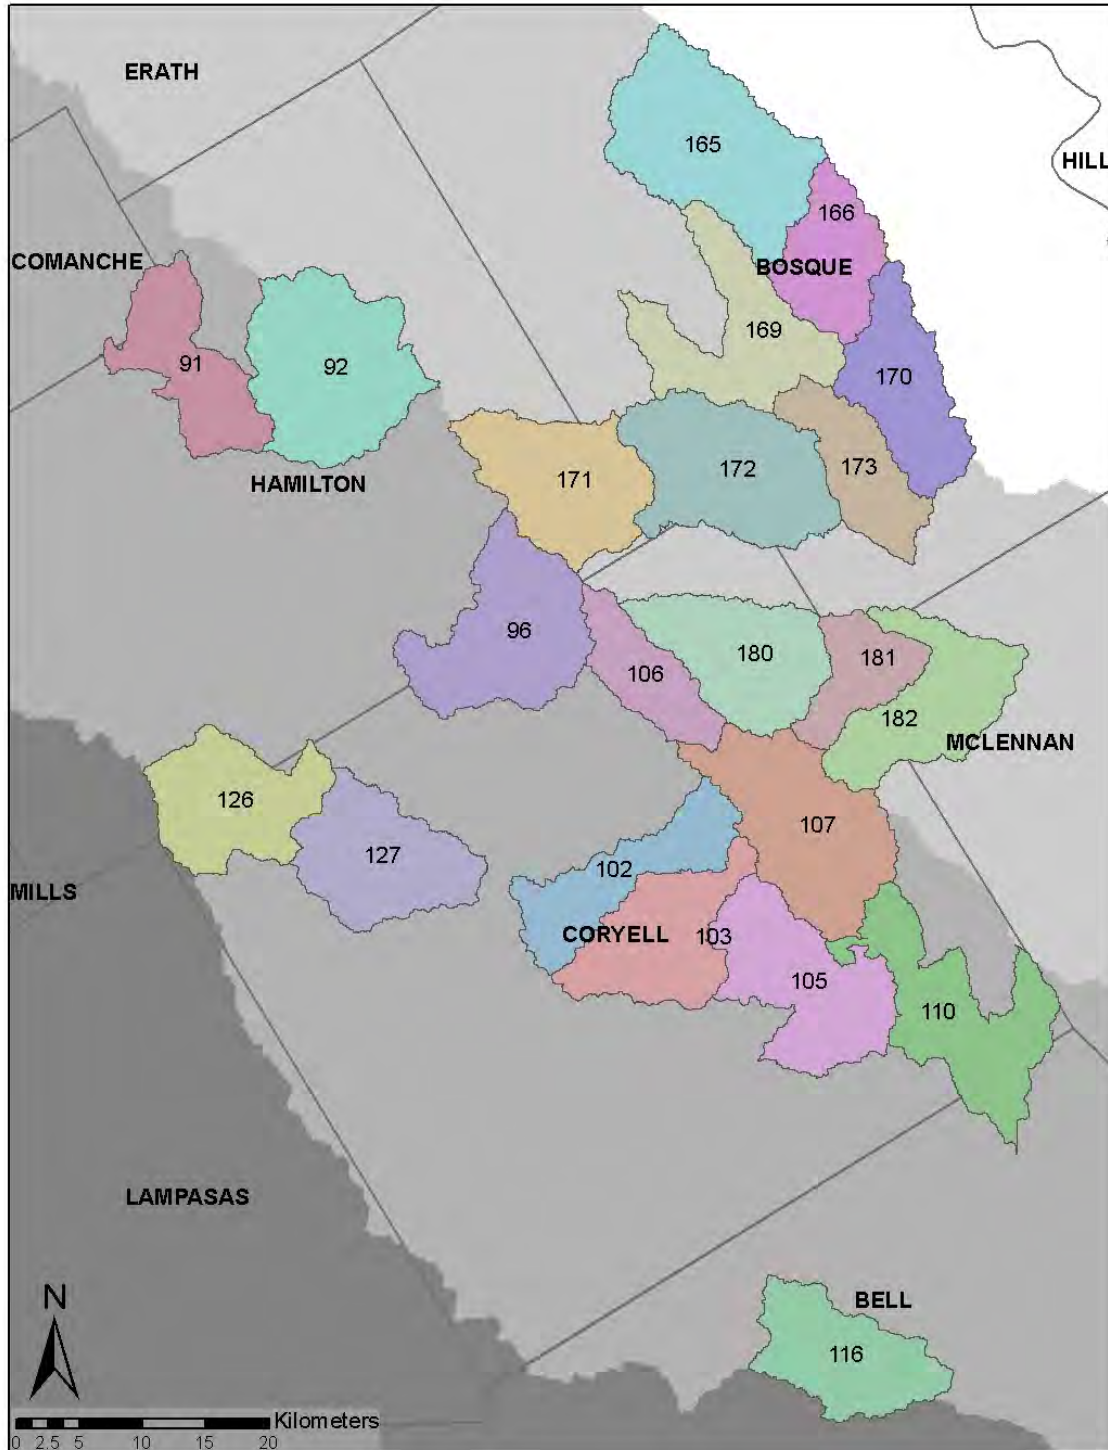 ERATH
165
HILL
166
COMANCHE
BOSQUE
169
91
92
170
HAMILTON
171
172
173
96
106
180
181
182
MCLENNAN
126
127
107
102
MILLS
CORYELL
103
105
110
LAMPASAS
N
BELL
116
Kilometers
0 2.5 5 10 15 20